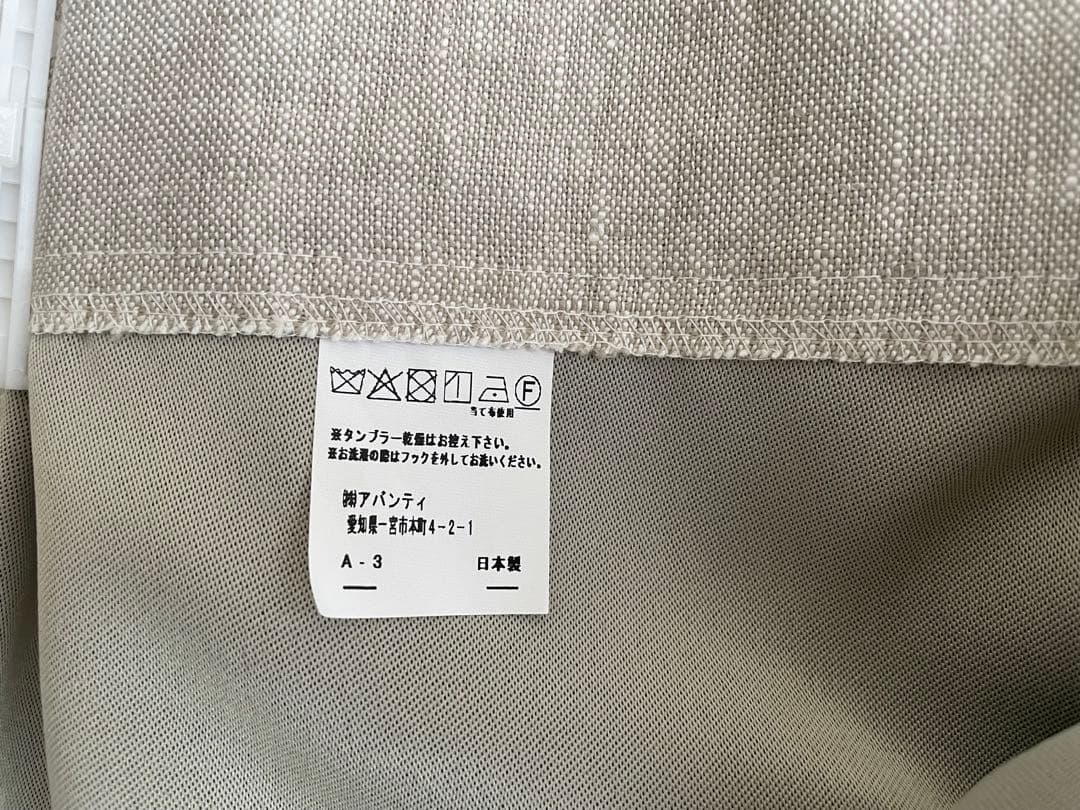 F
当て布使用
※タンブラー乾燥はお控え下さい。
※お洗濯の際はフックを外してお洗いください。
㈱アバンティ
愛知県一宮市本町4-2-1
A-3 日本製